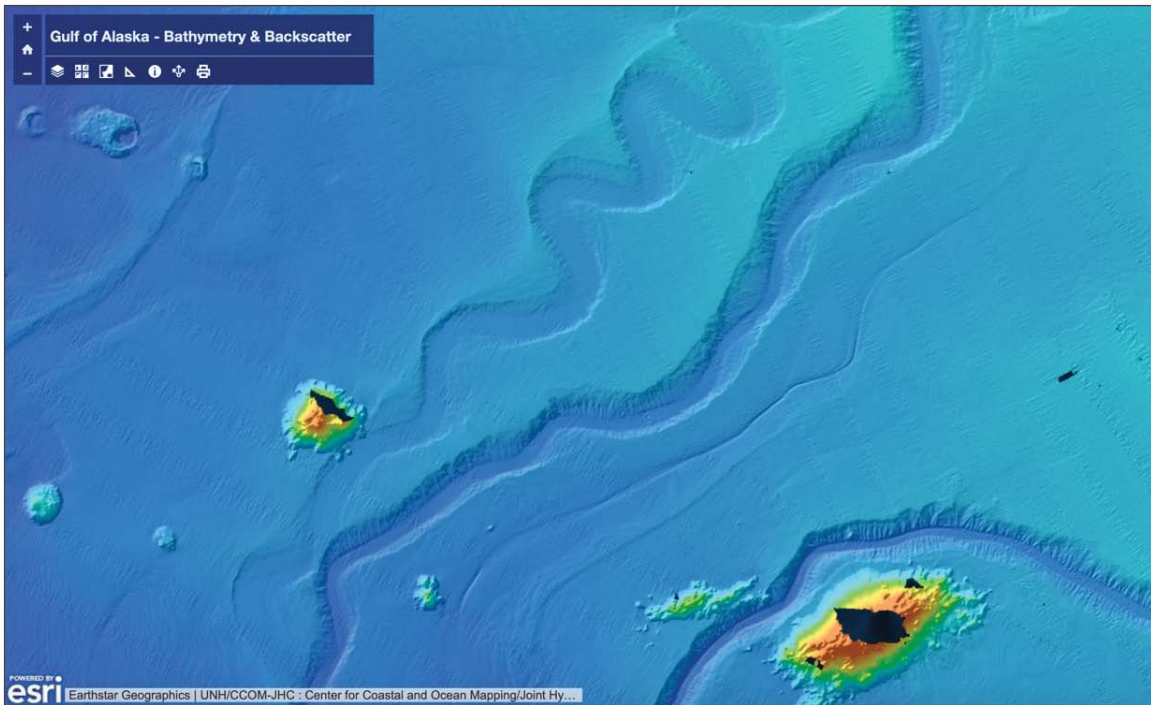 Gulf of Alaska - Bathymetry & Backscatter
POWERED BY
esri
Earthstar Geographics | UNH/CCOM-JHC : Center for Coastal and Ocean Mapping/Joint Hy...